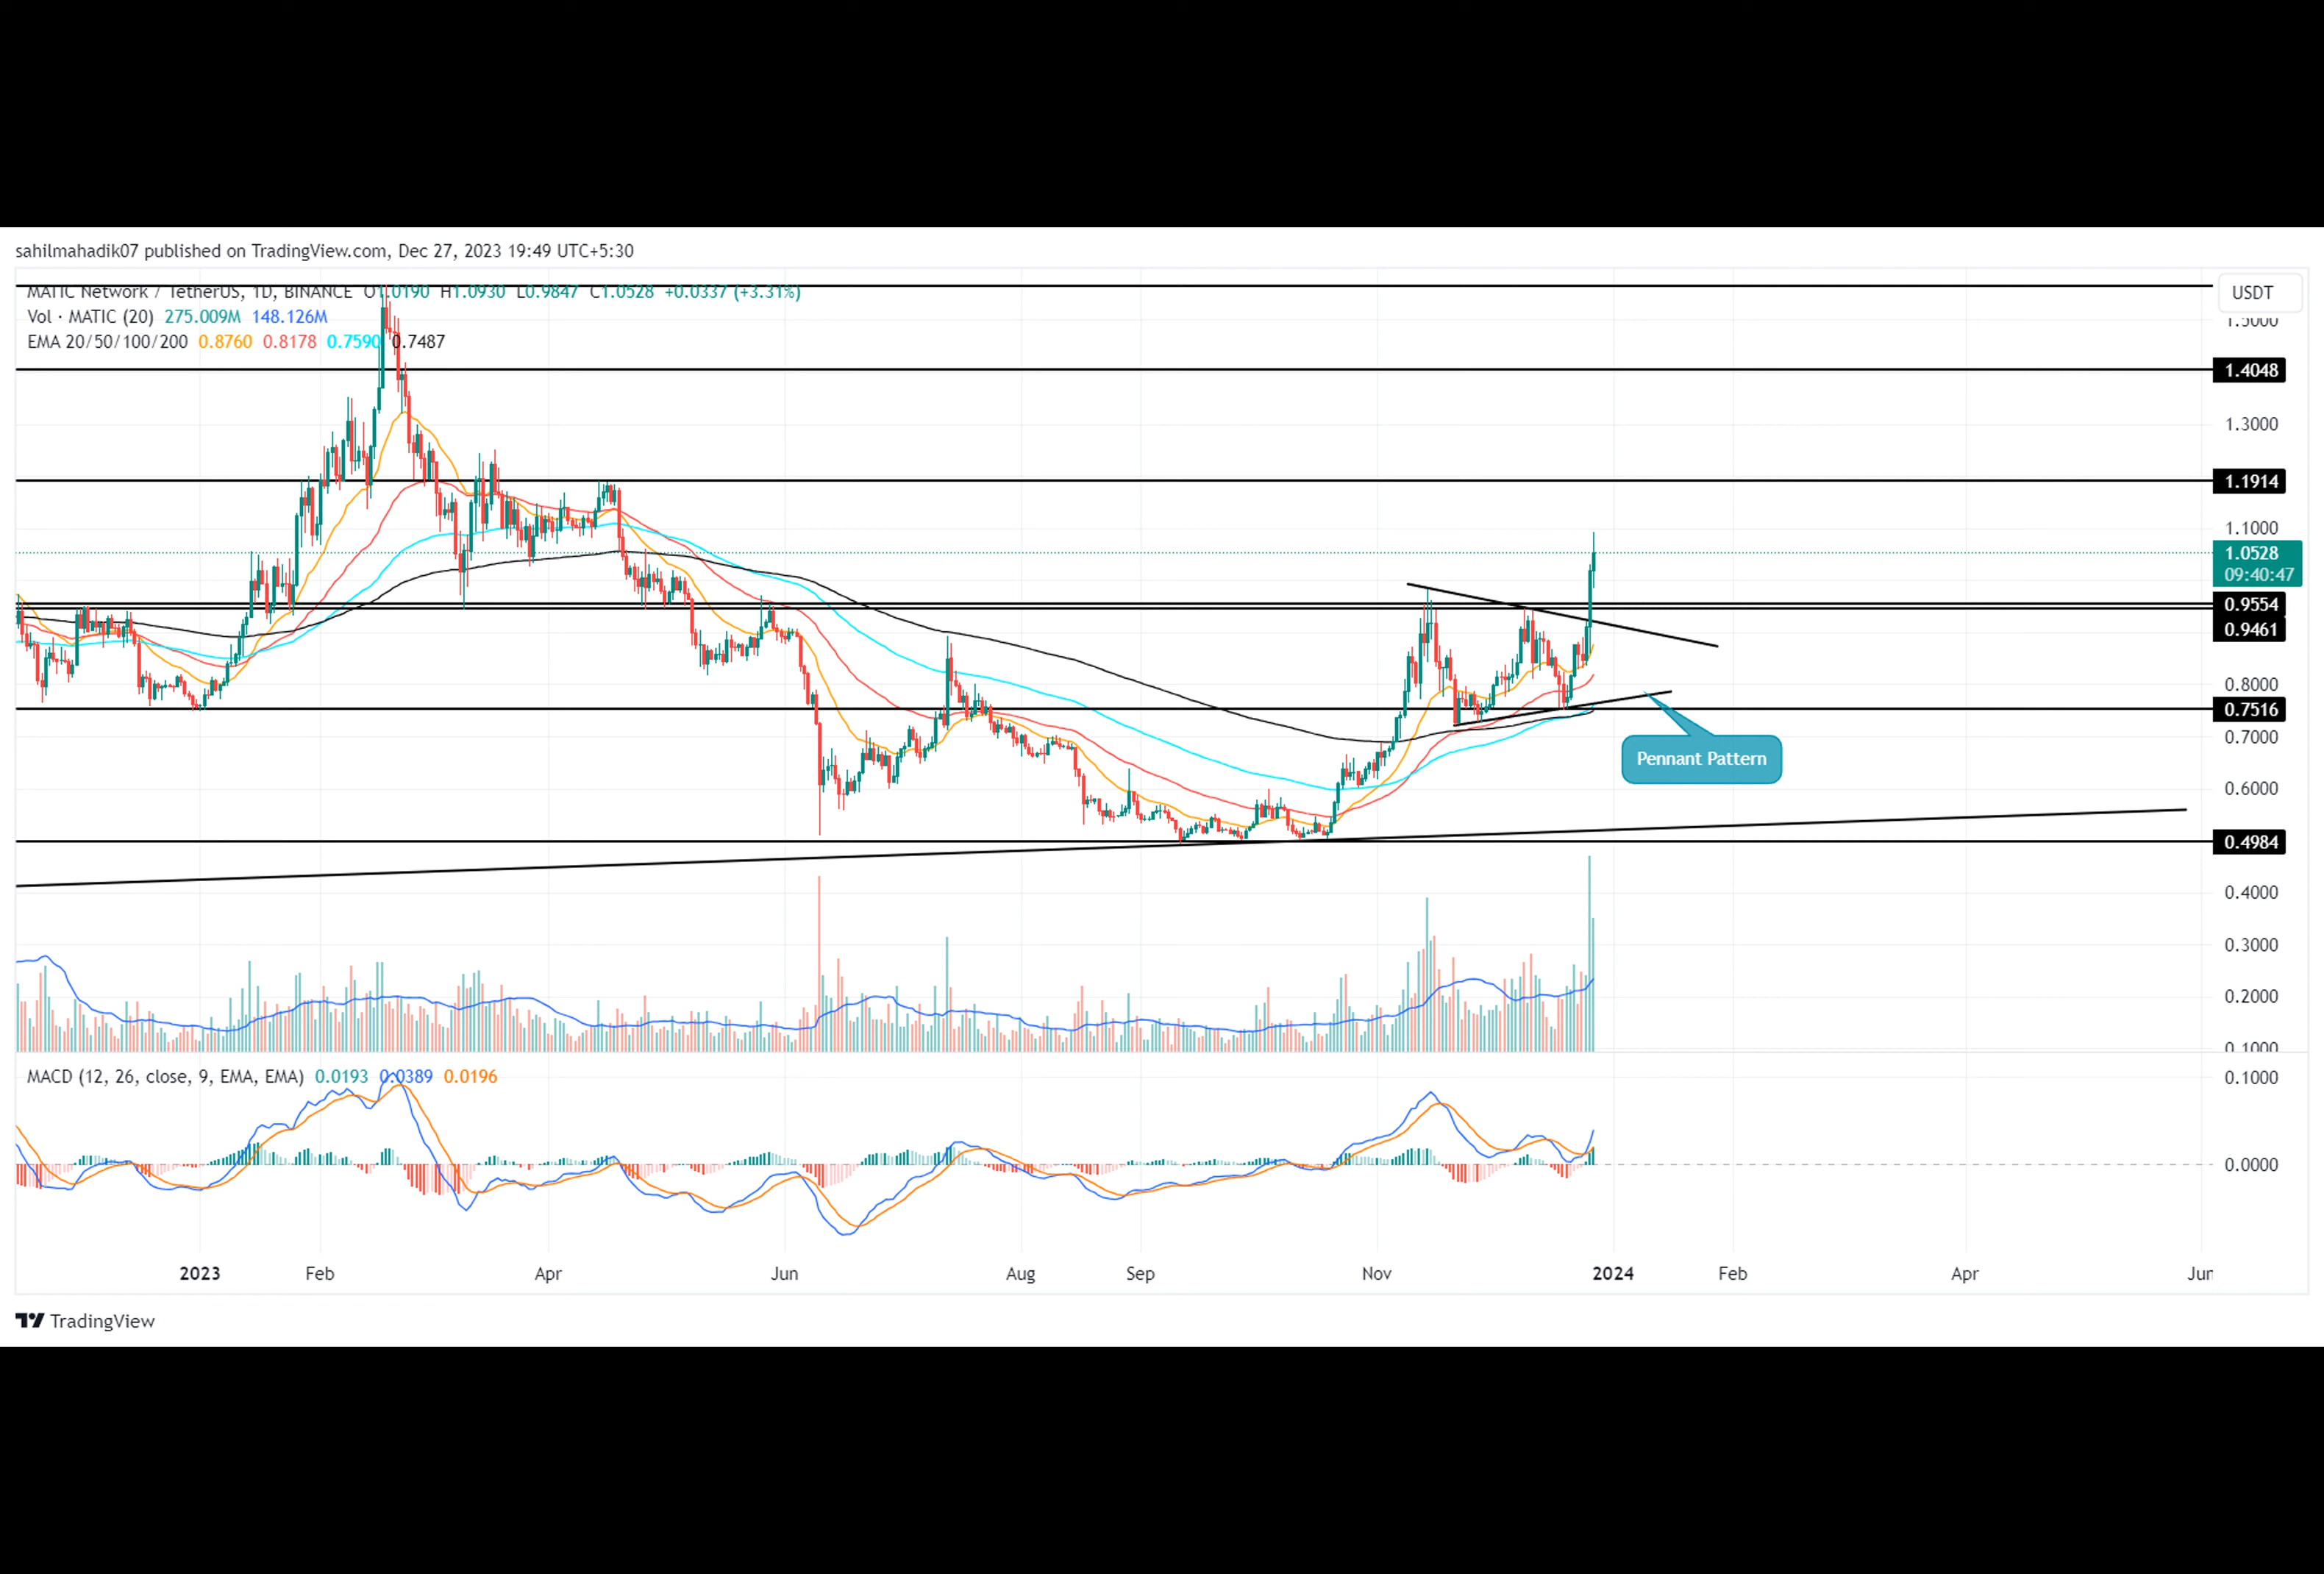 sahilmahadik07 published on TradingView.com, Dec 27, 2023 19:49 UTC+5:30
MATIC Network / TetherUS, 1D, BINANCE O1.0190 H1.0930 L0.9847 C1.0528 +0.0337 (+3.31%)
USDT
Vol · MATIC (20) 275.009M 148.126M
1.5000
EMA 20/50/100/200 0.8760 0.8178 0.7590 0.7487
1.4048
1.3000
1.1914
1.1000
1.0528
09:40:47
0.9554
0.9461
0.8000
0.7516
0.7000
Pennant Pattern
0.6000
0.4984
0.4000
0.3000
0.2000
0.1000
MACD (12, 26, close, 9, EMA, EMA) 0.0193 0.0389 0.0196
0.1000
0.0000
2023 Feb Apr Jun Aug Sep Nov 2024 Feb Apr Jun
TradingView